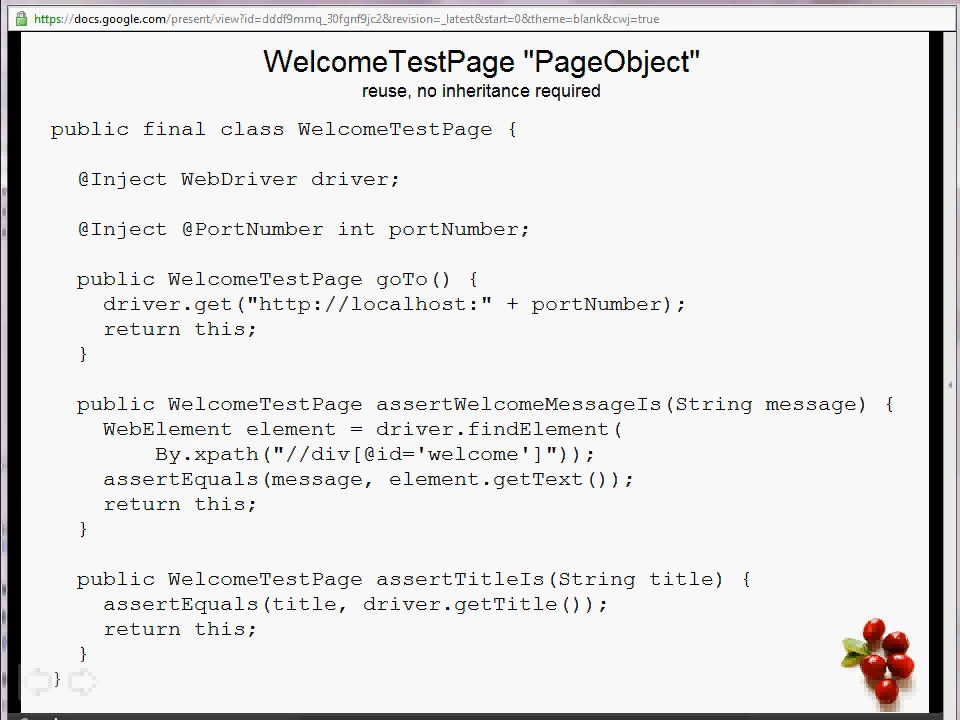 https://docs.google.com/present/view?id=dddf9mmq_30fgnf9jc2&revision=_latest&start=0&theme=blank&cwj=true
WelcomeTestPage "PageObject"
reuse, no inheritance required
public final class WelcomeTestPage {
@Inject WebDriver driver;
@Inject @PortNumber int portNumber;
public WelcomeTestPage goTo() {
driver.get("http://localhost:" + portNumber);
return this;
}
public WelcomeTestPage assertWelcomeMessageIs(String message) {
WebElement element = driver.findElement(
By.xpath("//div[@id='welcome']"));
assertEquals(message, element.getText());
return this;
}
public WelcomeTestPage assertTitleIs(String title) {
assertEquals(title, driver.getTitle());
return this;
}
}